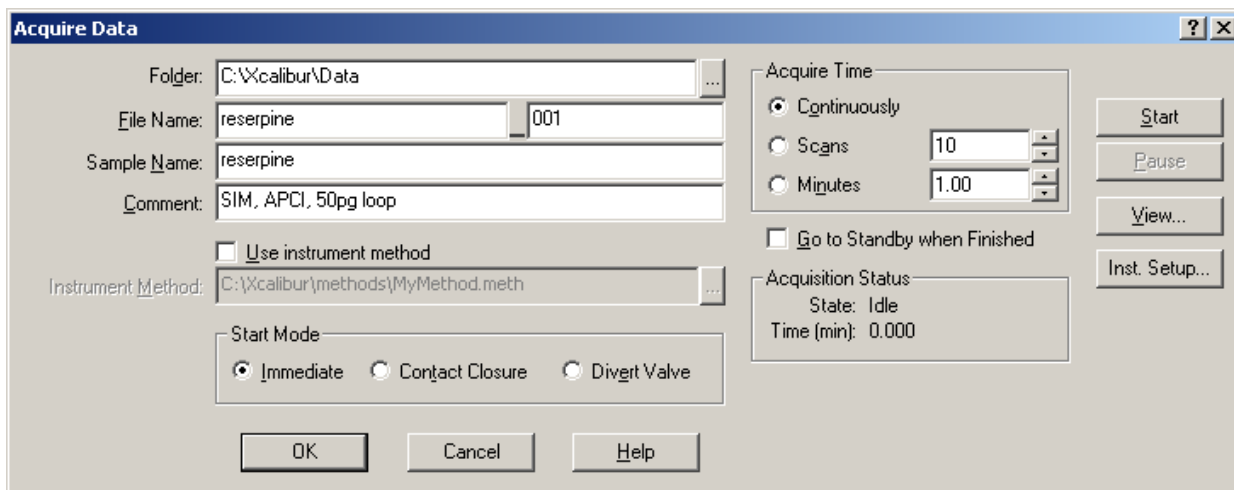 Acquire Data
Folder: C:\Xcalibur\Data ...
File Name: reserpine _ 001
Sample Name: reserpine
Comment: SIM, APCI, 50pg loop
Use instrument method
Instrument Method: C:\Xcalibur\methods\MyMethod.meth ...
Start Mode
Immediate Contact Closure Divert Valve
OK Cancel Help
Acquire Time
Continuously
Scans 10
Minutes 1.00
Go to Standby when Finished
Acquisition Status
State: Idle
Time (min): 0.000
Start
Pause
View...
Inst. Setup...